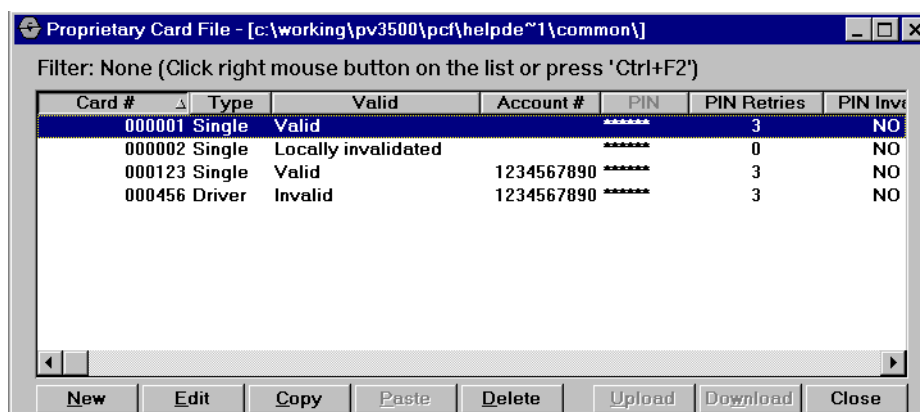 Proprietary Card File - [c:\working\pv3500\pcf\helpde~1\common\]
Filter: None (Click right mouse button on the list or press 'Ctrl+F2')
Card # Type Valid Account # PIN PIN Retries PIN Inva
000001 Single Valid ****** 3 NO
000002 Single Locally invalidated ****** 0 NO
000123 Single Valid 1234567890 ****** 3 NO
000456 Driver Invalid 1234567890 ****** 3 NO
New Edit Copy Paste Delete Upload Download Close